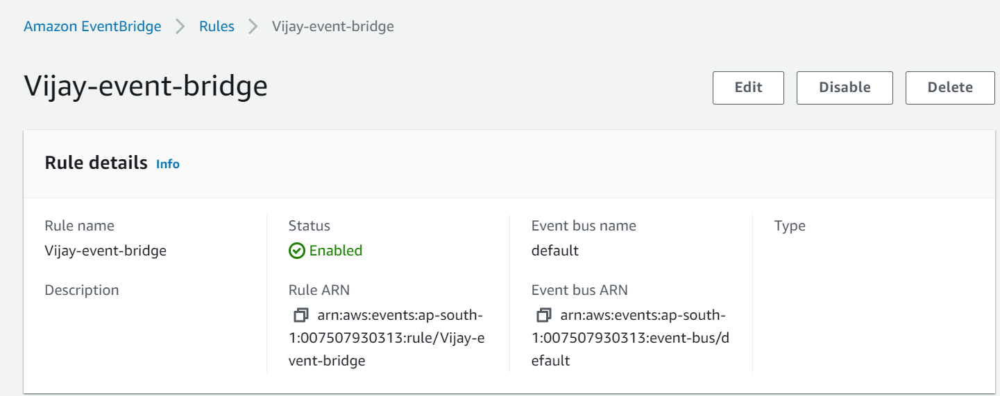 Amazon EventBridge > Rules > Vijay-event-bridge
Vijay-event-bridge
Edit
Disable
Delete
Rule details Info
Rule name
Vijay-event-bridge
Description
Status
Enabled
Rule ARN
arn:aws:events:ap-south-
1:007507930313:rule/Vijay-e
vent-bridge
Event bus name
default
Event bus ARN
arn:aws:events:ap-south-
1:007507930313:event-bus/d
efault
Type